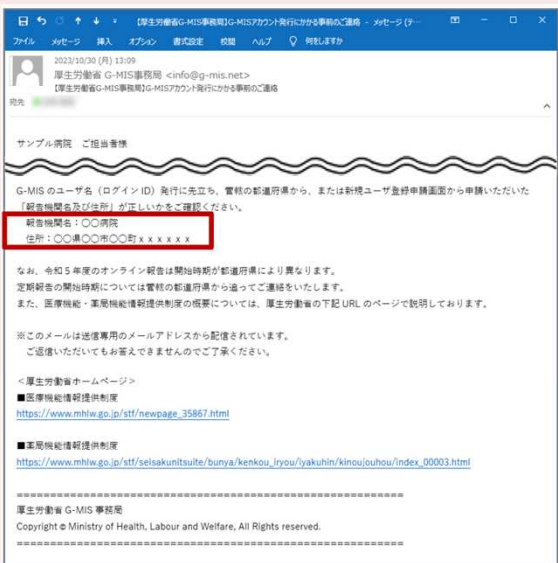 【厚生労働省G-MIS事務局】G-MISアカウント発行にかかる事前のご連絡 - メッセージ (テ…
ファイル メッセージ 挿入 オプション 書式設定 校閲 ヘルプ 何をしますか
2023/10/30 (月) 13:09
厚生労働省 G-MIS事務局 <info@g-mis.net>
【厚生労働省G-MIS事務局】G-MISアカウント発行にかかる事前のご連絡
宛先
サンプル病院 ご担当者様
G-MIS のユーザ名（ログイン ID）発行に先立ち、管轄の都道府県から、または新規ユーザ登録申請画面から申請いただいた
「報告機関名及び住所」が正しいかをご確認ください。
報告機関名：〇〇病院
住所：〇〇県〇〇市〇〇町ｘｘｘｘｘｘ
なお、令和５年度のオンライン報告は開始時期が都道府県により異なります。
定期報告の開始時期については管轄の都道府県から追ってご連絡をいたします。
また、医療機能・薬局機能情報提供制度の概要については、厚生労働省の下記 URL のページで説明しております。
※このメールは送信専用のメールアドレスから配信されています。
ご返信いただいてもお答えできませんのでご了承ください。
＜厚生労働省ホームページ＞
■医療機能情報提供制度
https://www.mhlw.go.jp/stf/newpage_35867.html
■薬局機能情報提供制度
https://www.mhlw.go.jp/stf/seisakunitsuite/bunya/kenkou_iryou/iyakuhin/kinoujouhou/index_00003.html
==========================================================
厚生労働省 G-MIS 事務局
Copyright © Ministry of Health, Labour and Welfare, All Rights reserved.
==========================================================